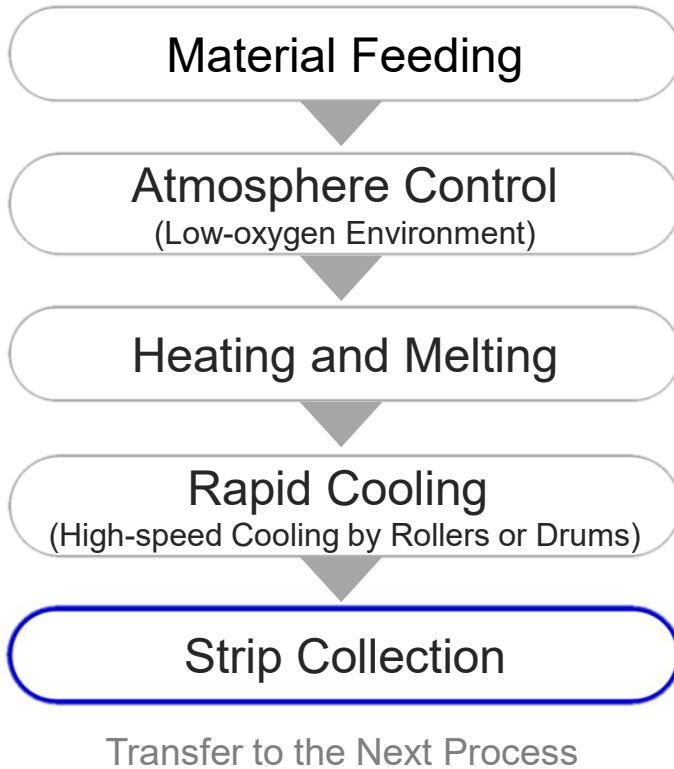 Material Feeding
Atmosphere Control
(Low-oxygen Environment)
Heating and Melting
Rapid Cooling
(High-speed Cooling by Rollers or Drums)
Strip Collection
Transfer to the Next Process